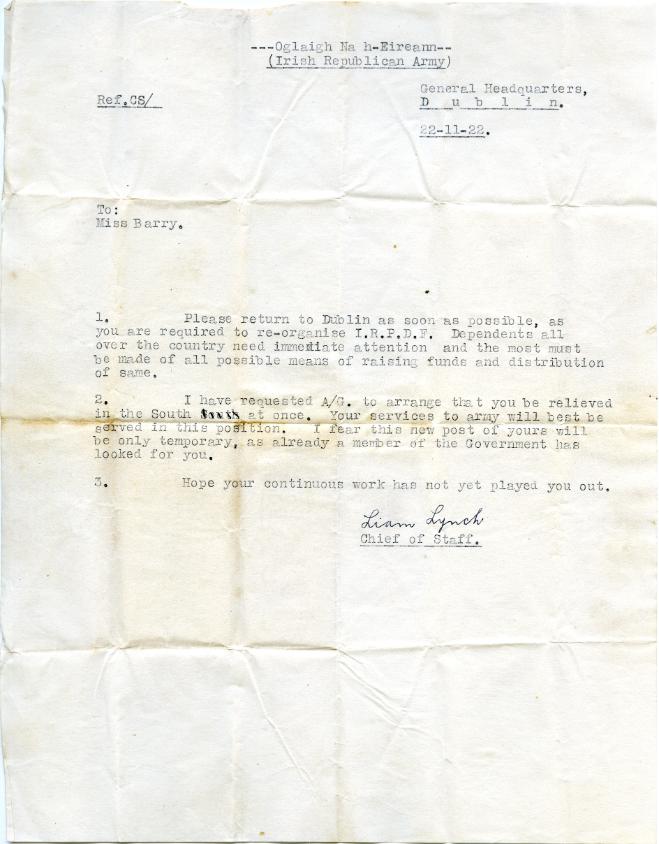 ---Oglaigh Na h-Eireann--
(Irish Republican Army)
General Headquarters,
Ref.CS/
D u b l i n.
22-11-22.
To:
Miss Barry.
1. Please return to Dublin as soon as possible, as
you are required to re-organise I.R.P.D.F. Dependents all
over the country need immediate attention and the most must
be made of all possible means of raising funds and distribution
of same.
2. I have requested A/G. to arrange that you be relieved
in the South at once. Your services to army will best be
served in this position. I fear this new post of yours will
be only temporary, as already a member of the Government has
looked for you.
3. Hope your continuous work has not yet played you out.
Liam Lynch
Chief of Staff.